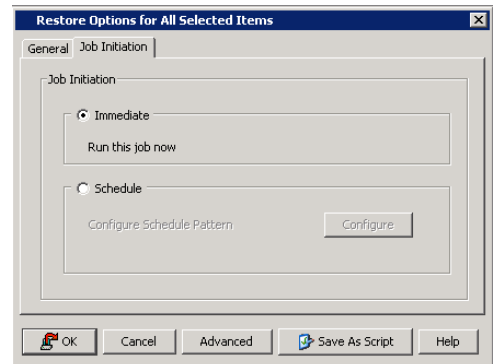 Restore Options for All Selected Items
General Job Initiation
Job Initiation
Immediate
Run this job now
Schedule
Configure Schedule Pattern Configure
OK Cancel Advanced Save As Script Help